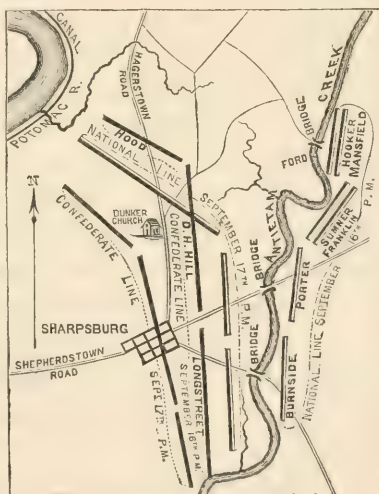 CANAL
POTOMAC R.
HAGERSTOWN
ROAD
CREEK
BRIDGE
FORD
HOOKER
MANSFIELD
HOOD
NATIONAL LINE
SEPTEMBER 17TH P.M.
ANTIETAM
P.M.
SUMNER
FRANKLIN
16TH
N
CONFEDERATE LINE
DUNKER
CHURCH
D.H. HILL
CONFEDERATE LINE
BRIDGE
PORTER
NATIONAL LINE SEPTEMBER
SHARPSBURG
SHEPHERDSTOWN
ROAD
BRIDGE
BURNSIDE
LONGSTREET
SEPTEMBER 16TH P.M.
SEPT. 17TH P.M.